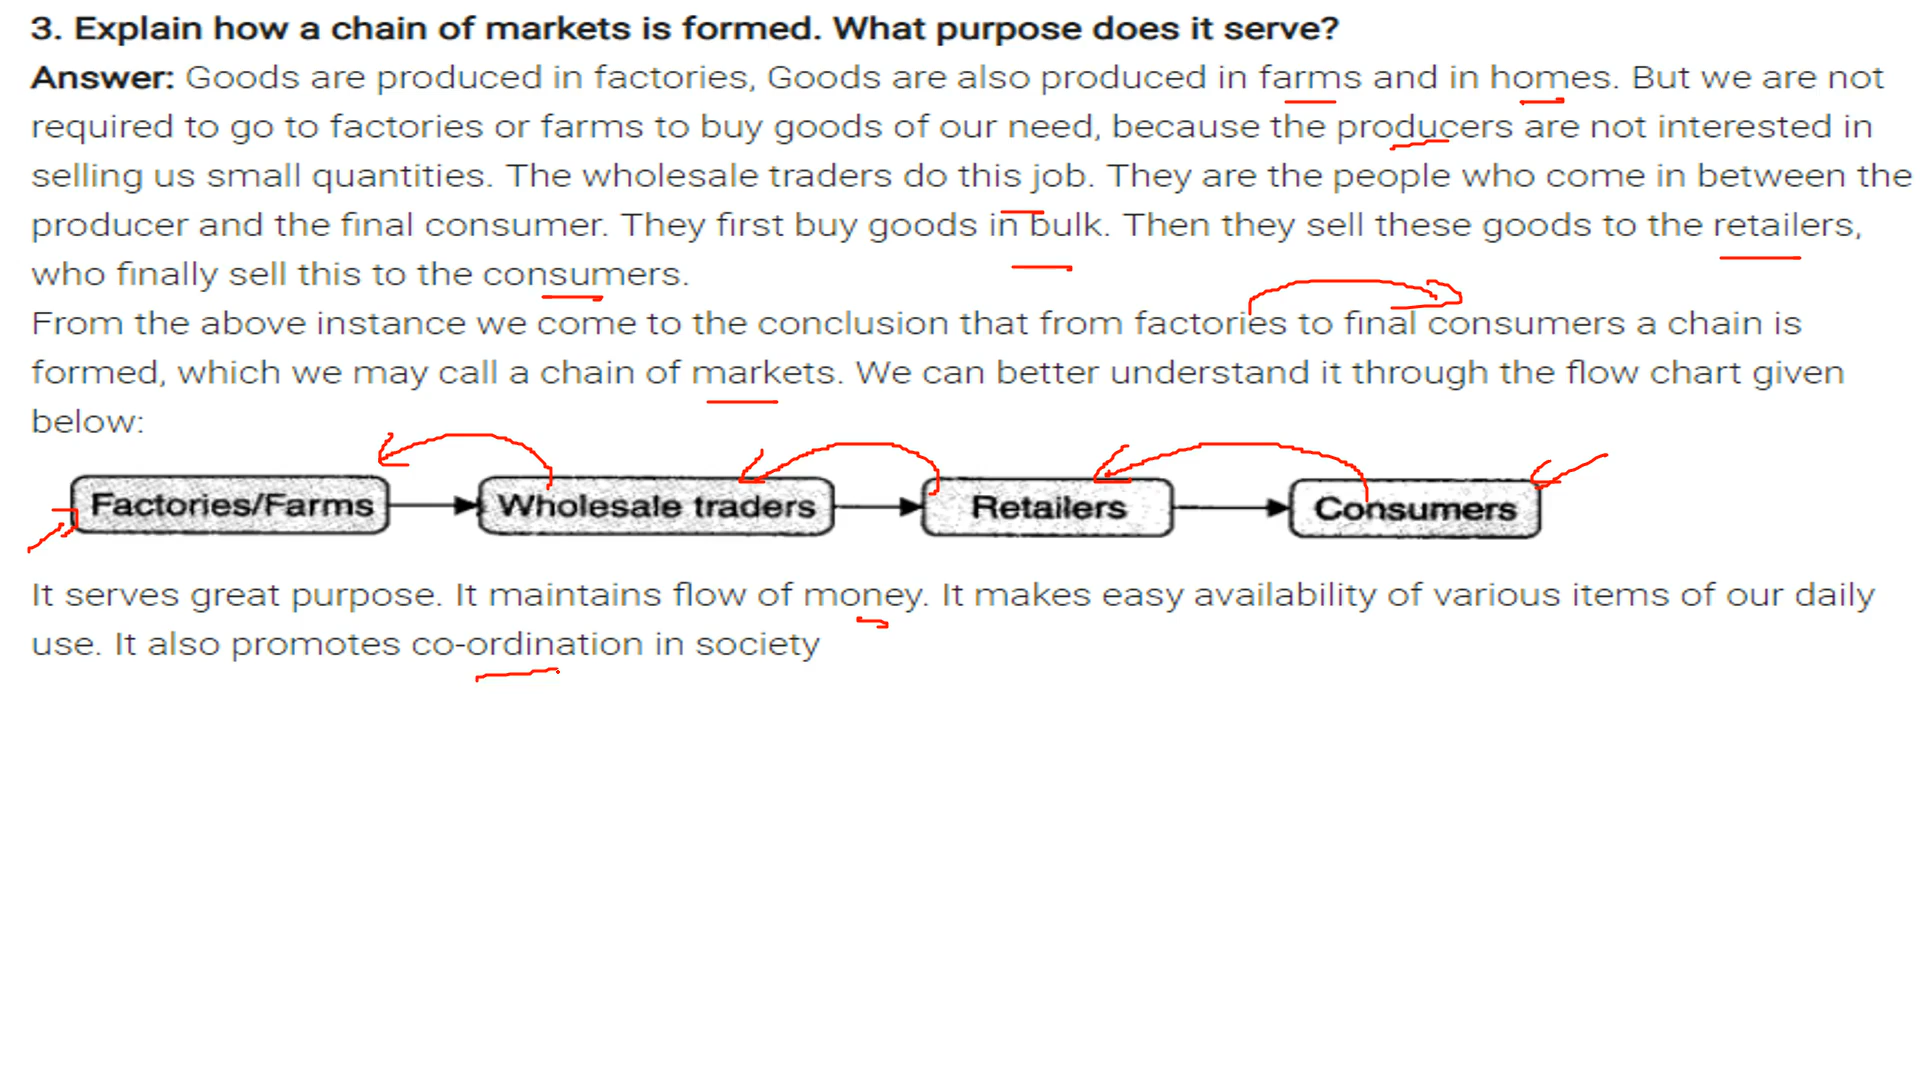 3. Explain how a chain of markets is formed. What purpose does it serve?
Answer: Goods are produced in factories, Goods are also produced in farms and in homes. But we are not
required to go to factories or farms to buy goods of our need, because the producers are not interested in
selling us small quantities. The wholesale traders do this job. They are the people who come in between the
producer and the final consumer. They first buy goods in bulk. Then they sell these goods to the retailers,
who finally sell this to the consumers.
From the above instance we come to the conclusion that from factories to final consumers a chain is
formed, which we may call a chain of markets. We can better understand it through the flow chart given
below:
Factories/Farms Wholesale traders Retailers Consumers
It serves great purpose. It maintains flow of money. It makes easy availability of various items of our daily
use. It also promotes co-ordination in society